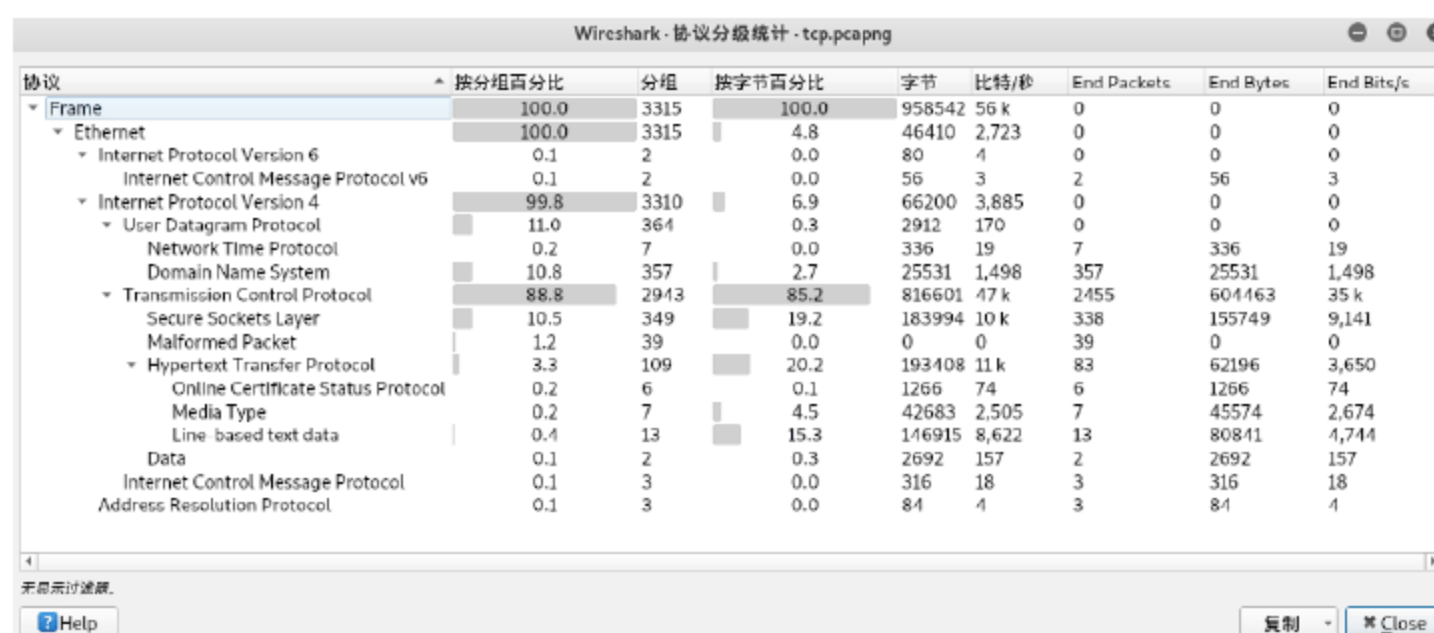 Wireshark · 协议分级统计 · tcp.pcapng
协议 按分组百分比 分组 按字节百分比 字节 比特/秒 End Packets End Bytes End Bits/s
Frame 100.0 3315 100.0 958542 56 k 0 0 0
Ethernet 100.0 3315 4.8 46410 2,723 0 0 0
Internet Protocol Version 6 0.1 2 0.0 80 4 0 0 0
Internet Control Message Protocol v6 0.1 2 0.0 56 3 2 56 3
Internet Protocol Version 4 99.8 3310 6.9 66200 3,885 0 0 0
User Datagram Protocol 11.0 364 0.3 2912 170 0 0 0
Network Time Protocol 0.2 7 0.0 336 19 7 336 19
Domain Name System 10.8 357 2.7 25531 1,498 357 25531 1,498
Transmission Control Protocol 88.8 2943 85.2 816601 47 k 2455 604463 35 k
Secure Sockets Layer 10.5 349 19.2 183994 10 k 338 155749 9,141
Malformed Packet 1.2 39 0.0 0 0 39 0 0
Hypertext Transfer Protocol 3.3 109 20.2 193408 11 k 83 62196 3,650
Online Certificate Status Protocol 0.2 6 0.1 1266 74 6 1266 74
Media Type 0.2 7 4.5 42683 2,505 7 45574 2,674
Line-based text data 0.4 13 15.3 146915 8,622 13 80841 4,744
Data 0.1 2 0.3 2692 157 2 2692 157
Internet Control Message Protocol 0.1 3 0.0 316 18 3 316 18
Address Resolution Protocol 0.1 3 0.0 84 4 3 84 4
无显示过滤器.
Help 复制 Close